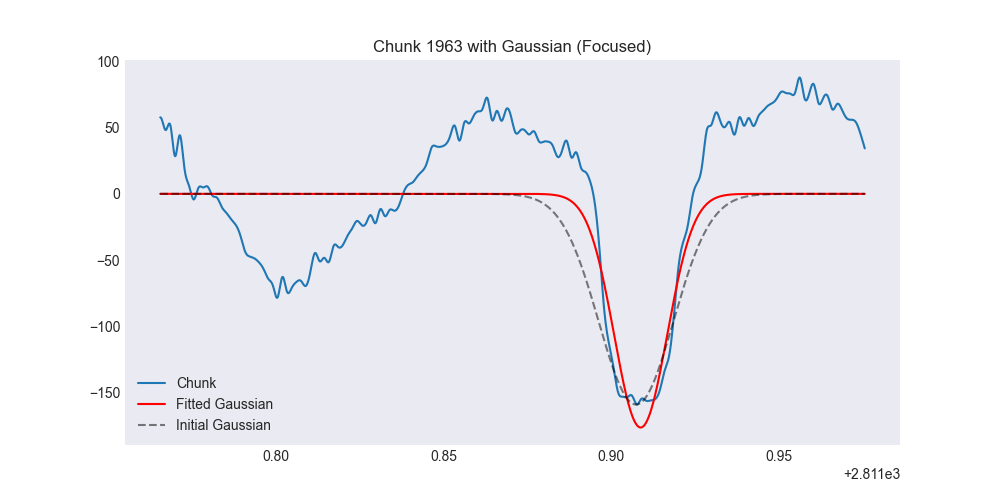 Chunk 1963 with Gaussian (Focused)
100
50
0
−50
−100
−150
Chunk
Fitted Gaussian
Initial Gaussian
0.80 0.85 0.90 0.95
+2.811e3